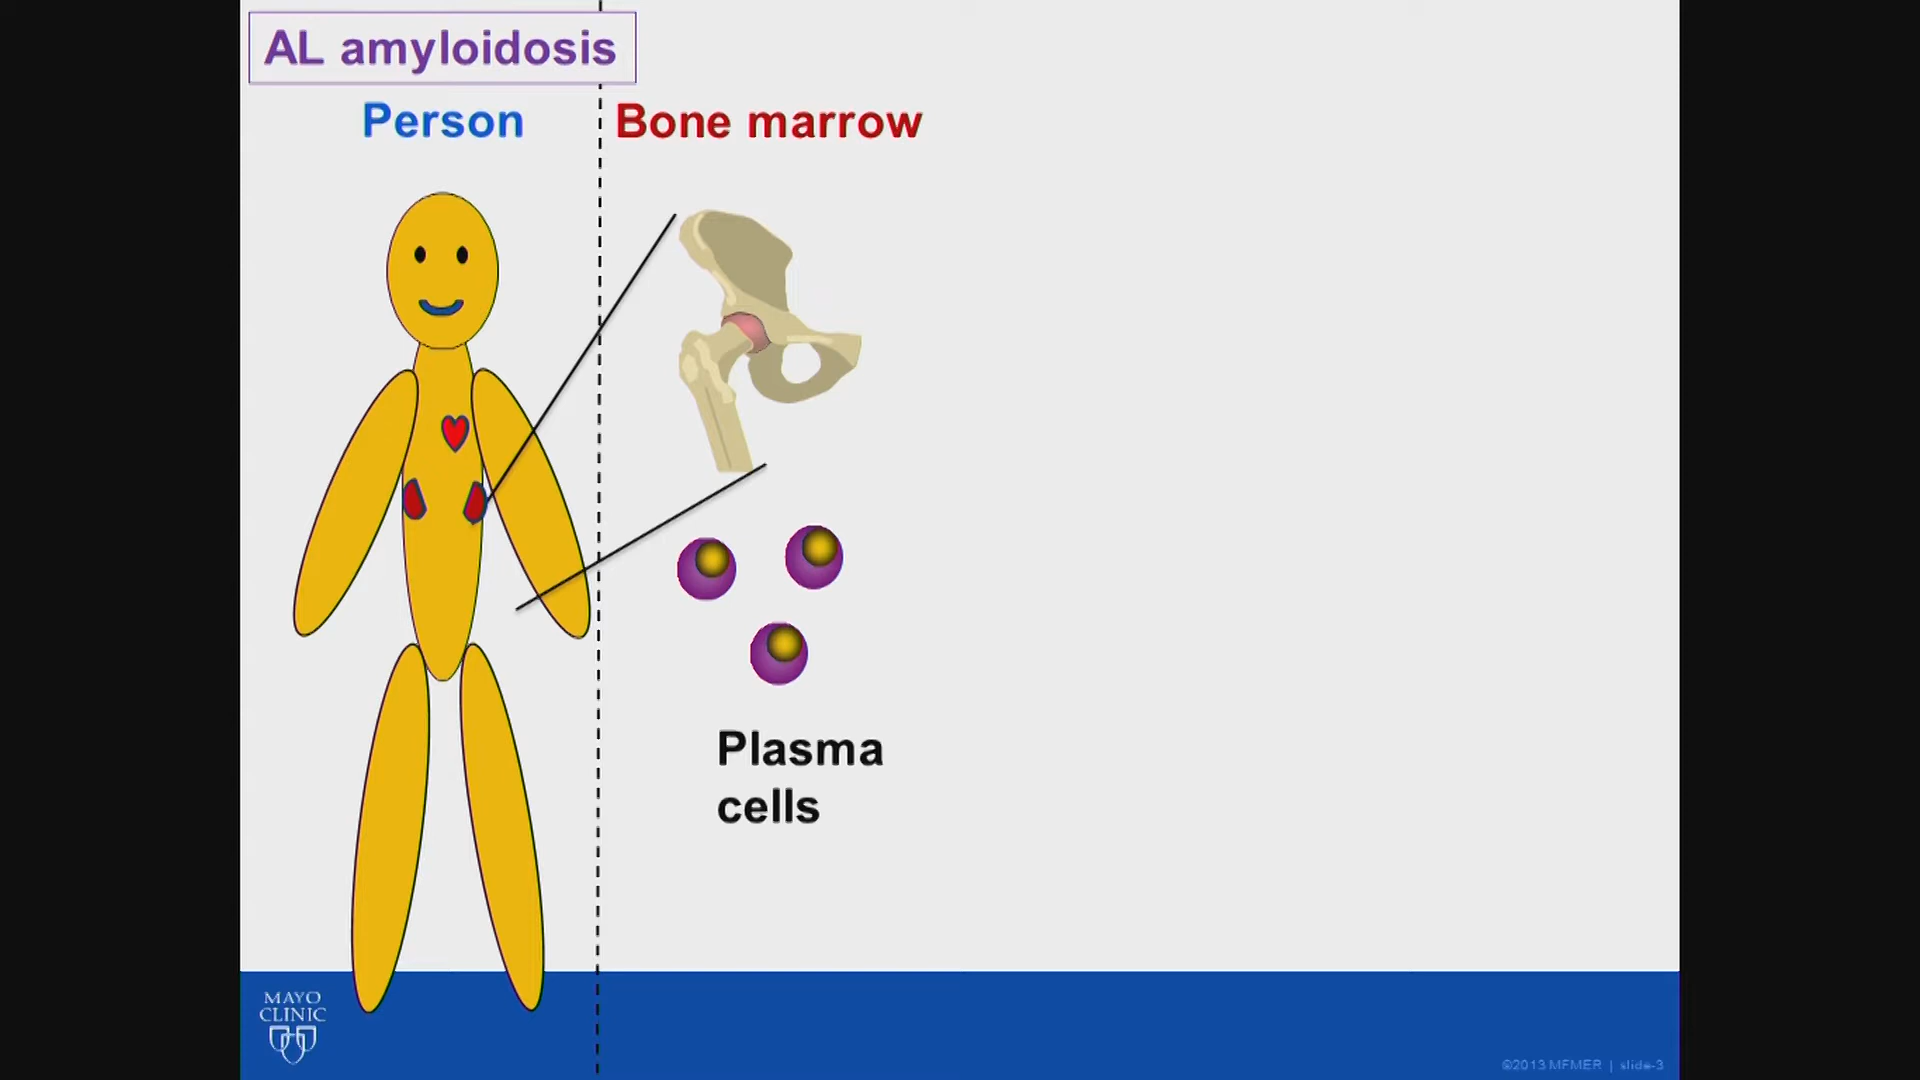 AL amyloidosis
Person
Bone marrow
Plasma
cells
MAYO
CLINIC
©2013 MFMER | slide-3